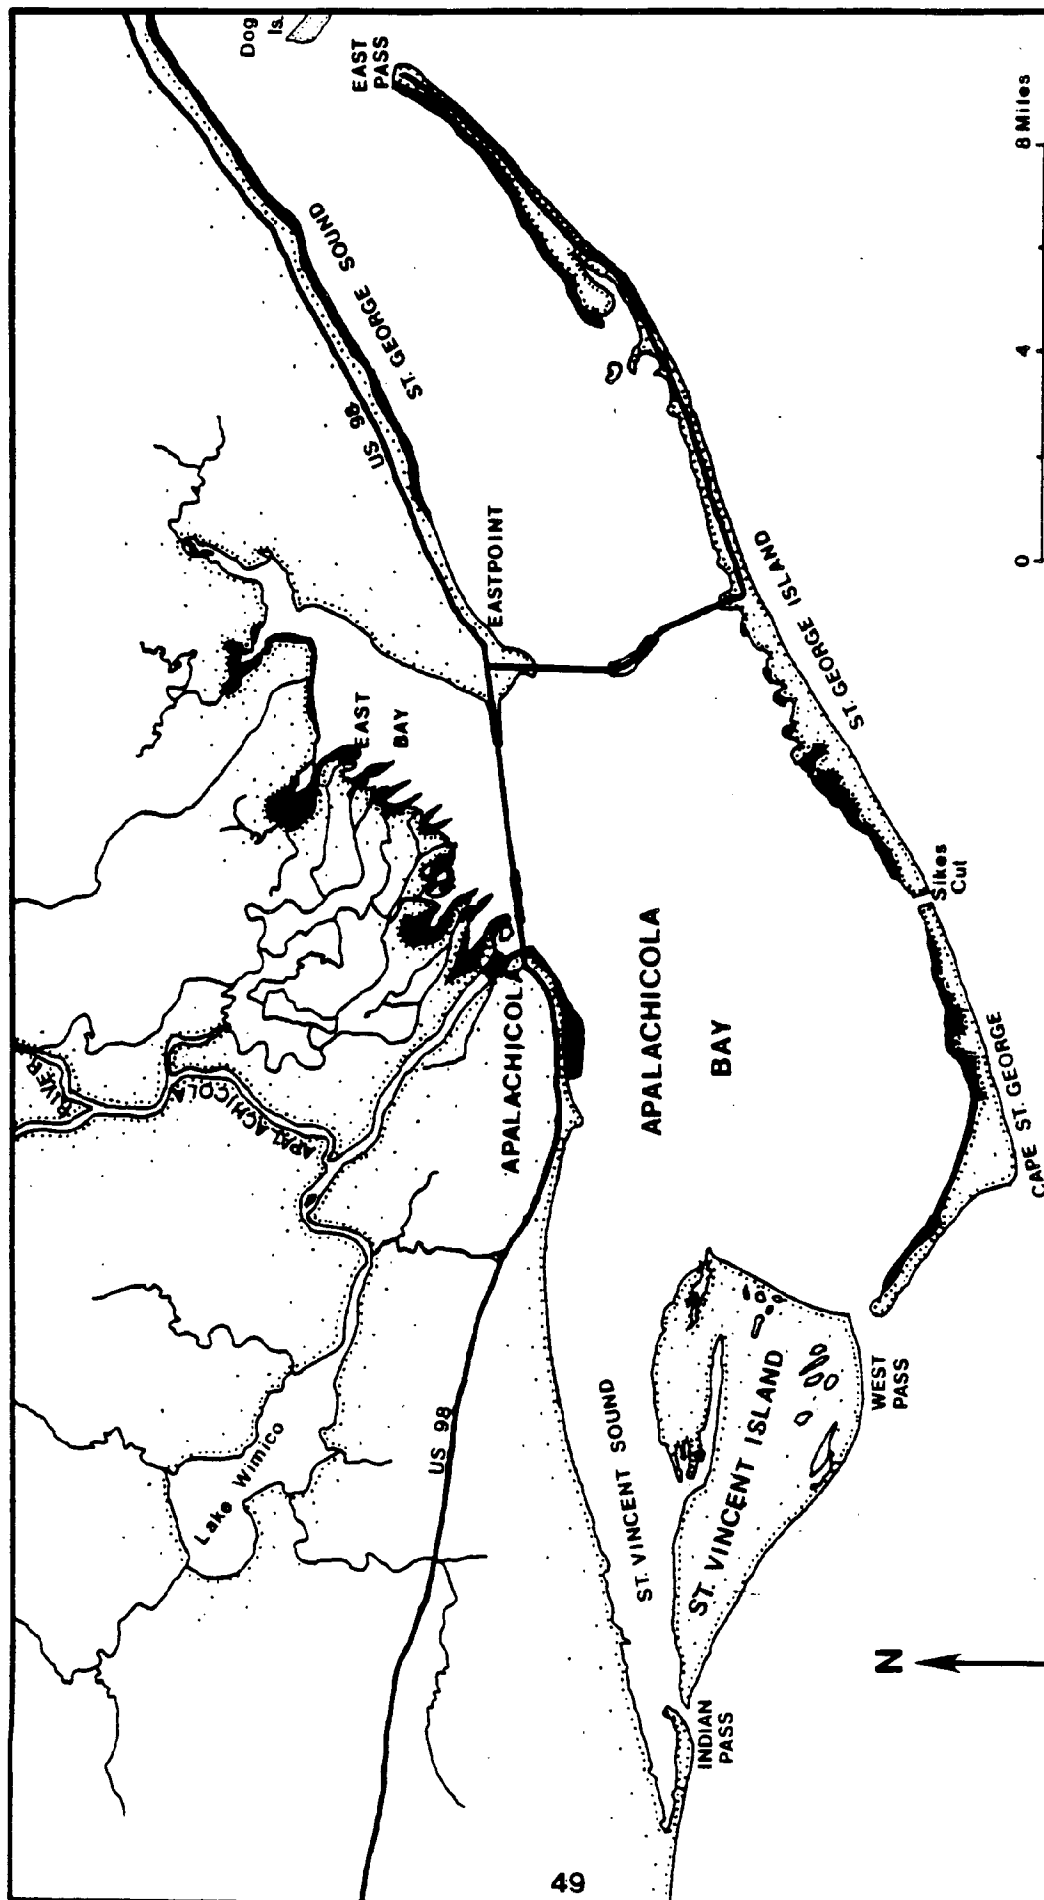 Dog
Is.
EAST
PASS
8 Miles
4
0
ST. GEORGE SOUND
US 98
EASTPOINT
EAST
BAY
ST. GEORGE ISLAND
Sikes
Cut
RIVER
APALACHICOLA
APALACHICOLA
APALACHICOLA
BAY
CAPE ST. GEORGE
Lake Wimico
US 98
ST. VINCENT SOUND
ST. VINCENT ISLAND
WEST
PASS
INDIAN
PASS
N
49